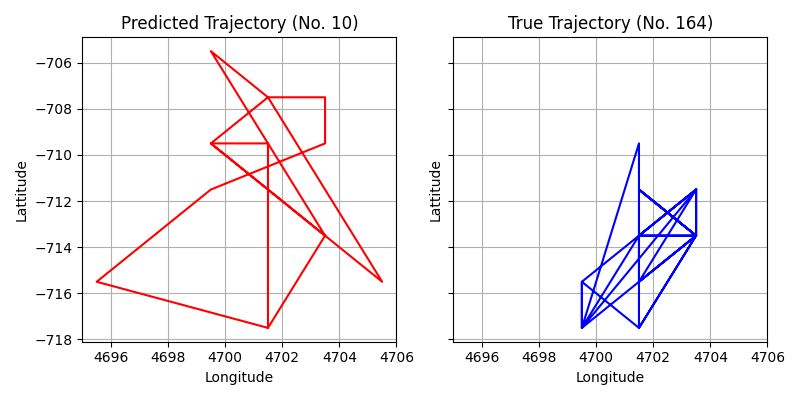 Predicted Trajectory (No. 10)
True Trajectory (No. 164)
Lattitude
−706
−708
−710
−712
−714
−716
−718
4696 4698 4700 4702 4704 4706
Longitude
Lattitude
4696 4698 4700 4702 4704 4706
Longitude